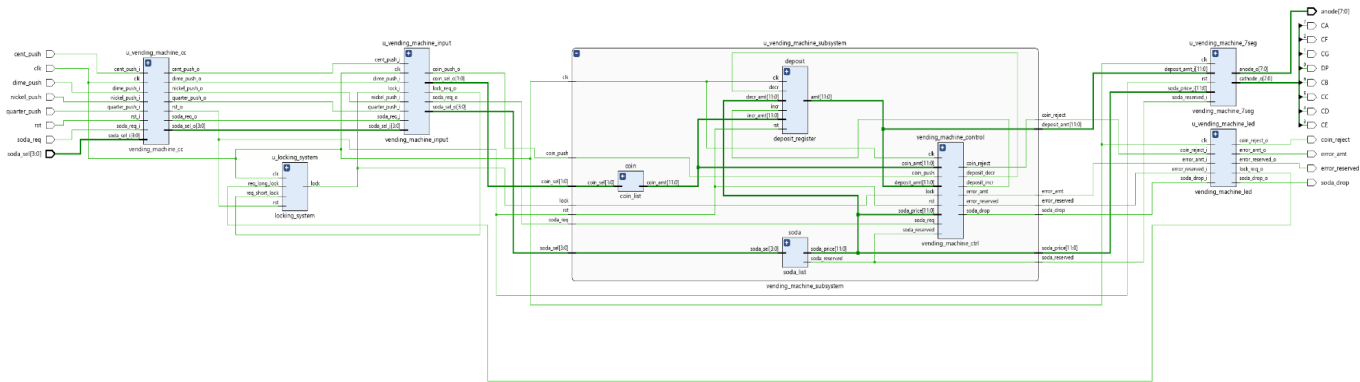 cent_push
clk
dime_push
nickel_push
quarter_push
rst
soda_req
soda_sel[3:0]
u_vending_machine_cc
cent_push_i
clk
dime_push_i
nickel_push_i
quarter_push_i
rst_i
soda_req_i
soda_sel_i[3:0]
cent_push_o
dime_push_o
nickel_push_o
quarter_push_o
rst_o
soda_req_o
soda_sel_o[3:0]
vending_machine_cc
u_locking_system
clk
req_long_lock
req_short_lock
rst
lock
locking_system
u_vending_machine_input
cent_push_i
clk
dime_push_i
lock_i
nickel_push_i
quarter_push_i
soda_req_i
soda_sel_i[3:0]
coin_push_o
coin_sel_o[1:0]
lock_req_o
soda_req_o
soda_sel_o[3:0]
vending_machine_input
u_vending_machine_subsystem
clk
coin_push
coin_sel[1:0]
lock
rst
soda_req
soda_sel[3:0]
deposit
clk
decr
decr_amt[11:0]
incr
incr_amt[11:0]
rst
amt[11:0]
deposit_register
coin
coin_sel[1:0]
coin_amt[11:0]
coin_list
soda
soda_sel[3:0]
soda_price[11:0]
soda_reserved
soda_list
vending_machine_control
clk
coin_amt[11:0]
coin_push
deposit_amt[11:0]
lock
rst
soda_price[11:0]
soda_req
soda_reserved
coin_reject
deposit_decr
deposit_incr
error_amt
error_reserved
soda_drop
vending_machine_ctrl
coin_reject
deposit_amt[11:0]
error_amt
error_reserved
soda_drop
soda_price[11:0]
soda_reserved
vending_machine_subsystem
u_vending_machine_7seg
clk
deposit_amt_i[11:0]
rst
soda_price_i[11:0]
soda_reserved_i
anode_o[7:0]
cathode_o[7:0]
vending_machine_7seg
u_vending_machine_led
clk
coin_reject_i
error_amt_i
error_reserved_i
soda_drop_i
coin_reject_o
error_amt_o
error_reserved_o
lock_req_o
soda_drop_o
vending_machine_led
anode[7:0]
CA
CF
CG
DP
CB
CC
CD
CE
coin_reject
error_amt
error_reserved
soda_drop